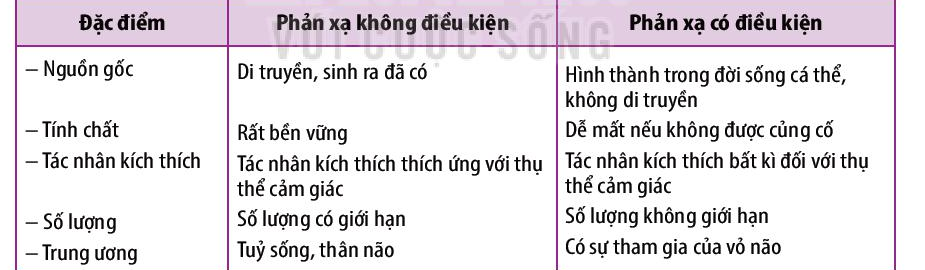 Đặc điểm Phản xạ không điều kiện Phản xạ có điều kiện
VỚI CUỘC SỐNG
– Nguồn gốc Di truyền, sinh ra đã có Hình thành trong đời sống cá thể,
không di truyền
– Tính chất Rất bền vững Dễ mất nếu không được củng cố
– Tác nhân kích thích Tác nhân kích thích thích ứng với thụ Tác nhân kích thích bất kì đối với thụ
thể cảm giác thể cảm giác
– Số lượng Số lượng có giới hạn Số lượng không giới hạn
– Trung ương Tuỷ sống, thân não Có sự tham gia của vỏ não